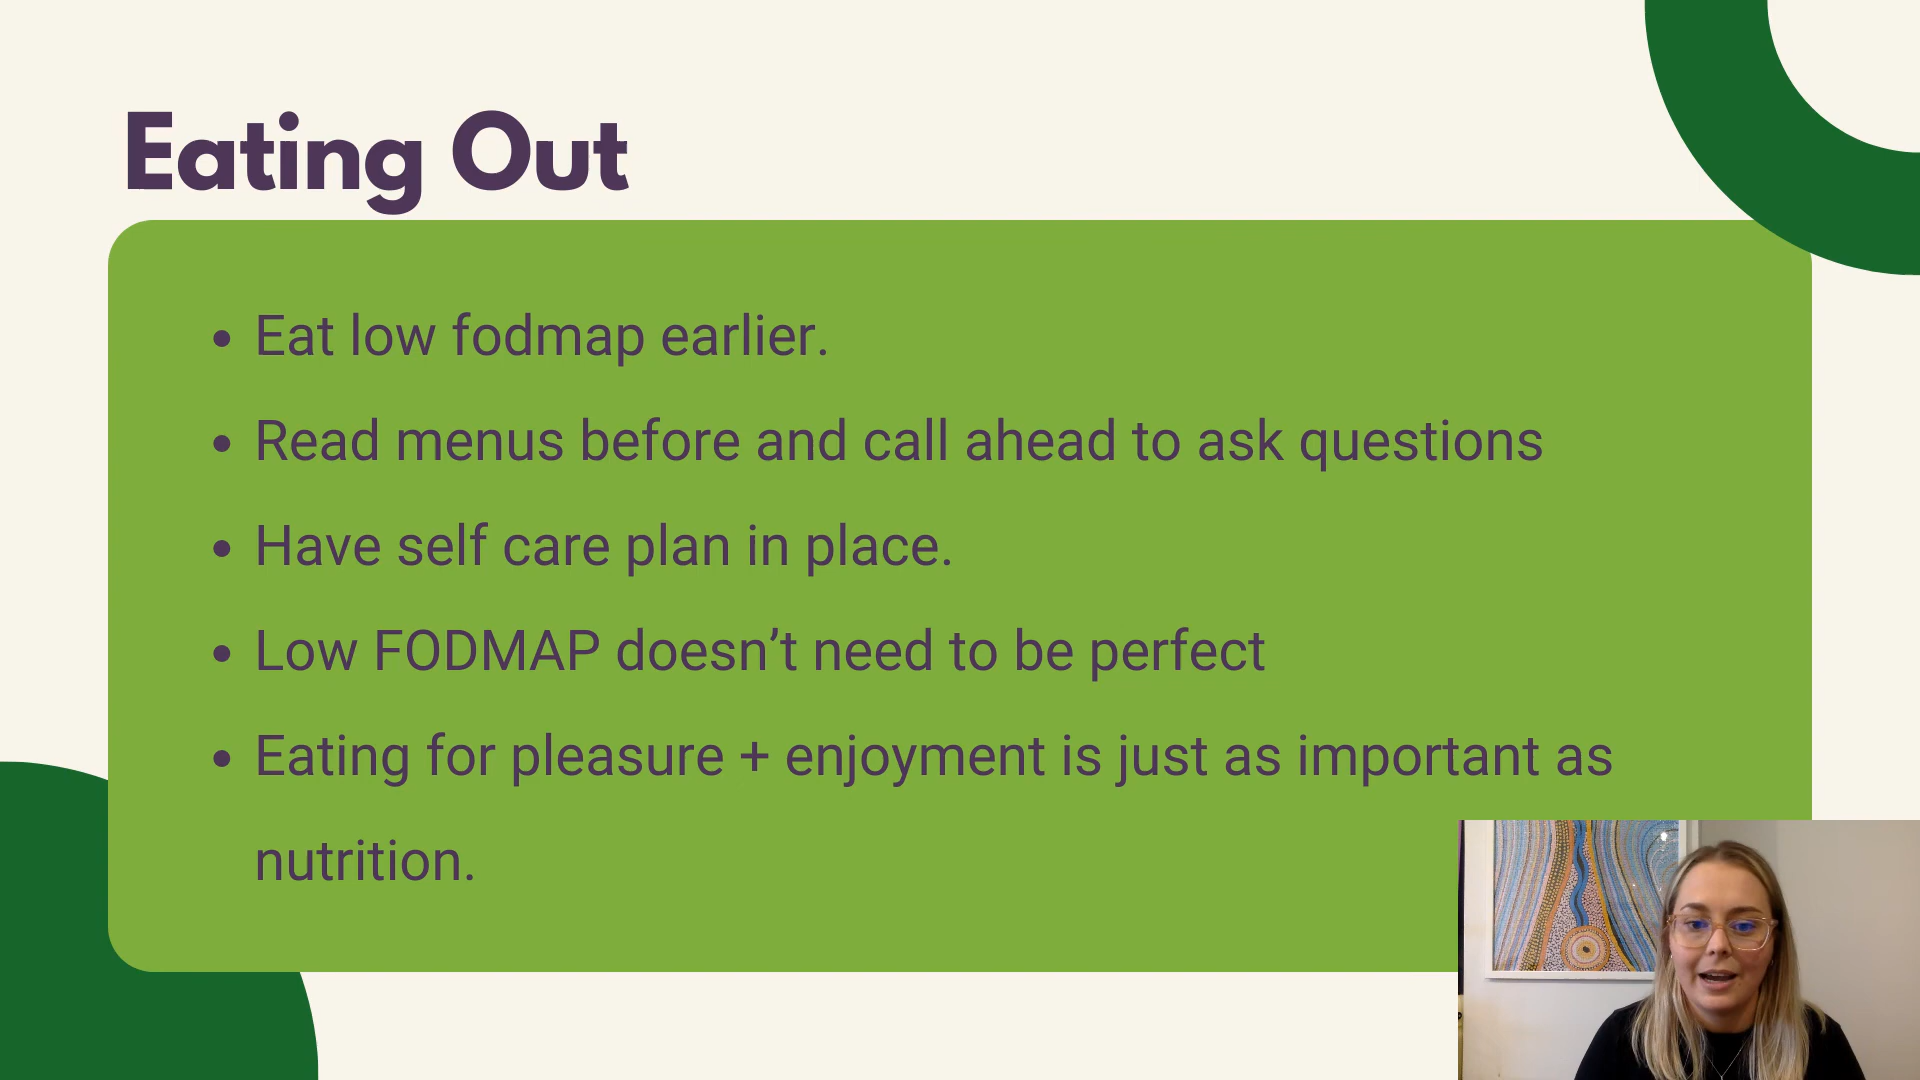 Eating Out
• Eat low fodmap earlier.
• Read menus before and call ahead to ask questions
• Have self care plan in place.
• Low FODMAP doesn’t need to be perfect
• Eating for pleasure + enjoyment is just as important as
nutrition.